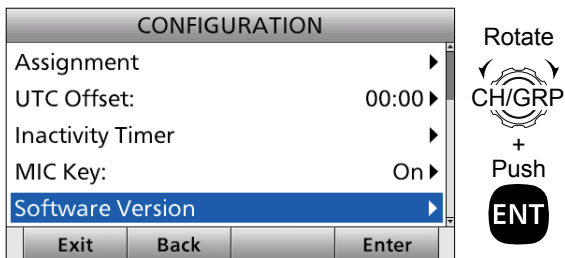 CONFIGURATION
Assignment
UTC Offset: 00:00
Inactivity Timer
MIC Key: On
Software Version
Exit Back Enter
Rotate
CH/GRP
+
Push
ENT